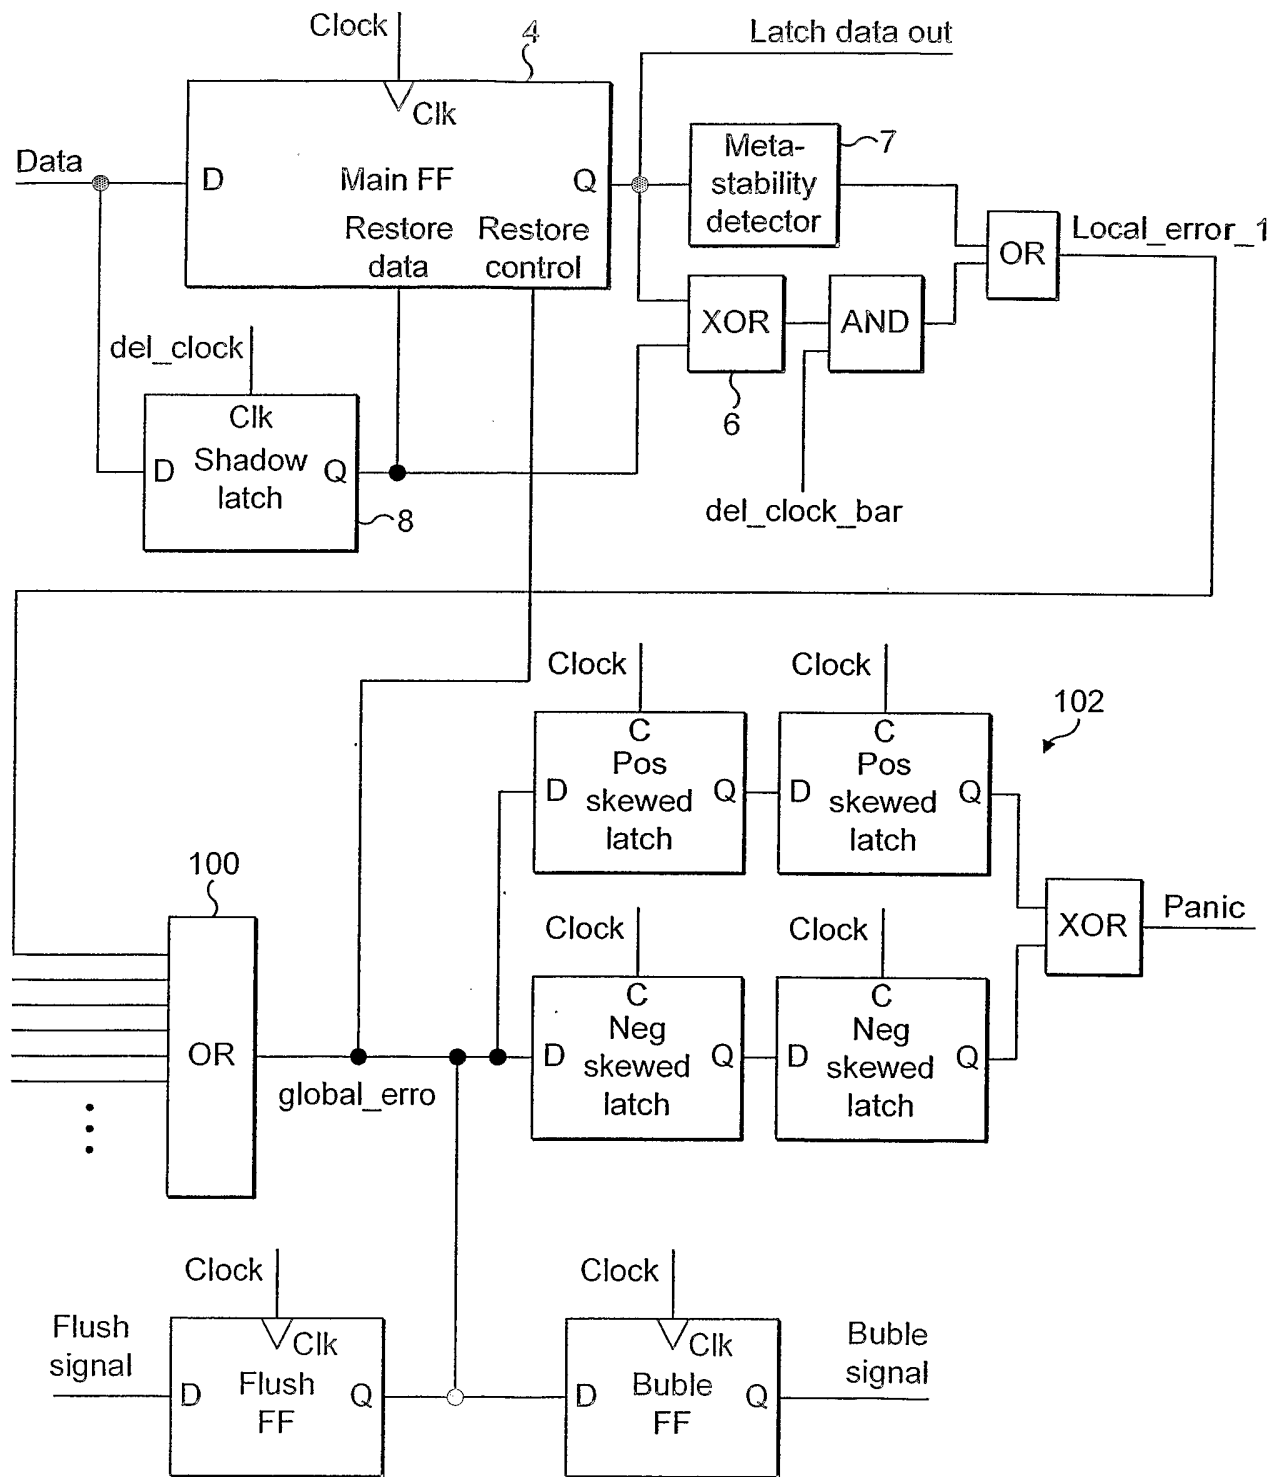 Clock
4
Latch data out
Clk
Data
D
Main FF
Q
Meta-
stability
detector
7
Restore
data
Restore
control
OR
Local_error_1
XOR
AND
6
del_clock
Clk
D
Shadow
latch
Q
8
del_clock_bar
Clock
Clock
102
C
Pos
skewed
latch
D
Q
C
Pos
skewed
latch
D
Q
100
XOR
Panic
Clock
Clock
OR
global_erro
C
Neg
skewed
latch
D
Q
C
Neg
skewed
latch
D
Q
Clock
Clock
Flush
signal
Clk
D
Flush
FF
Q
Clk
D
Buble
FF
Q
Buble
signal